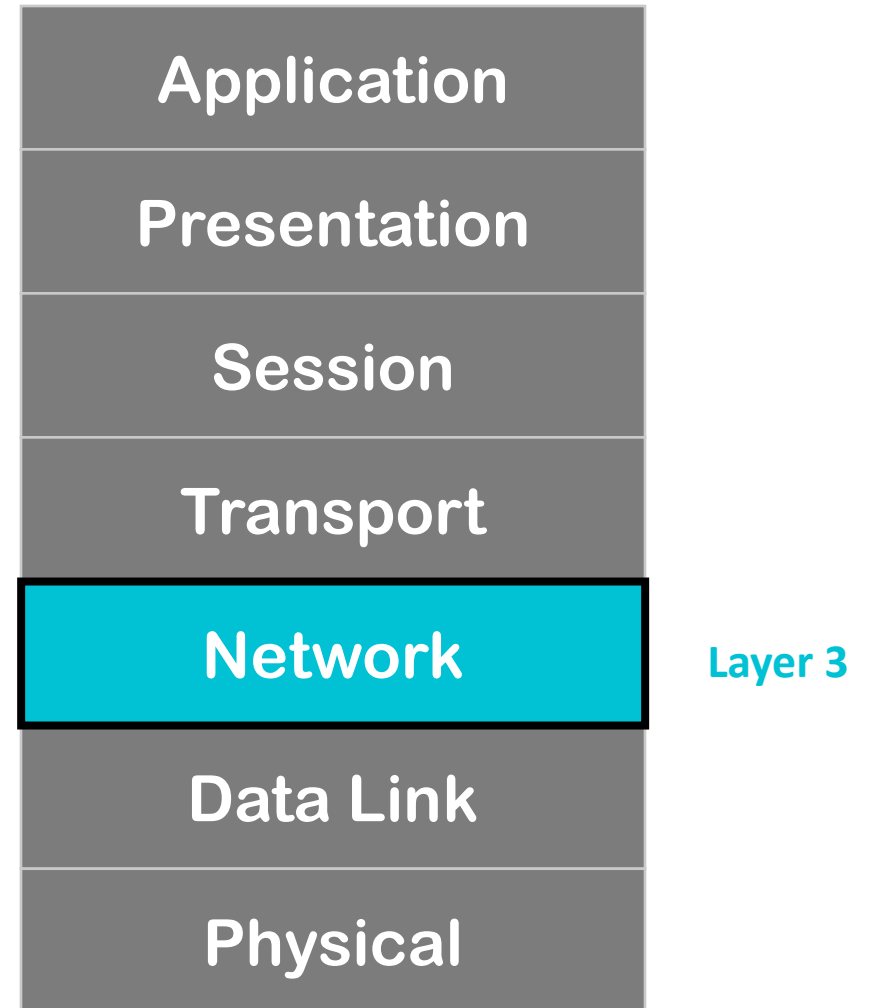 Application
Presentation
Session
Transport
Network
Layer 3
Data Link
Physical